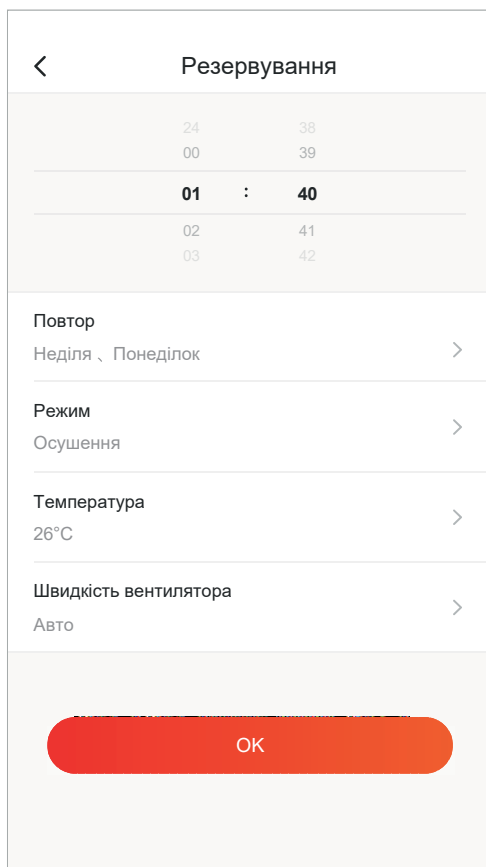 Резервування
24 38
00 39
01 : 40
02 41
03 42
Повтор
Неділя 、Понеділок
Режим
Осушення
Температура
26°C
Швидкість вентилятора
Авто
OK